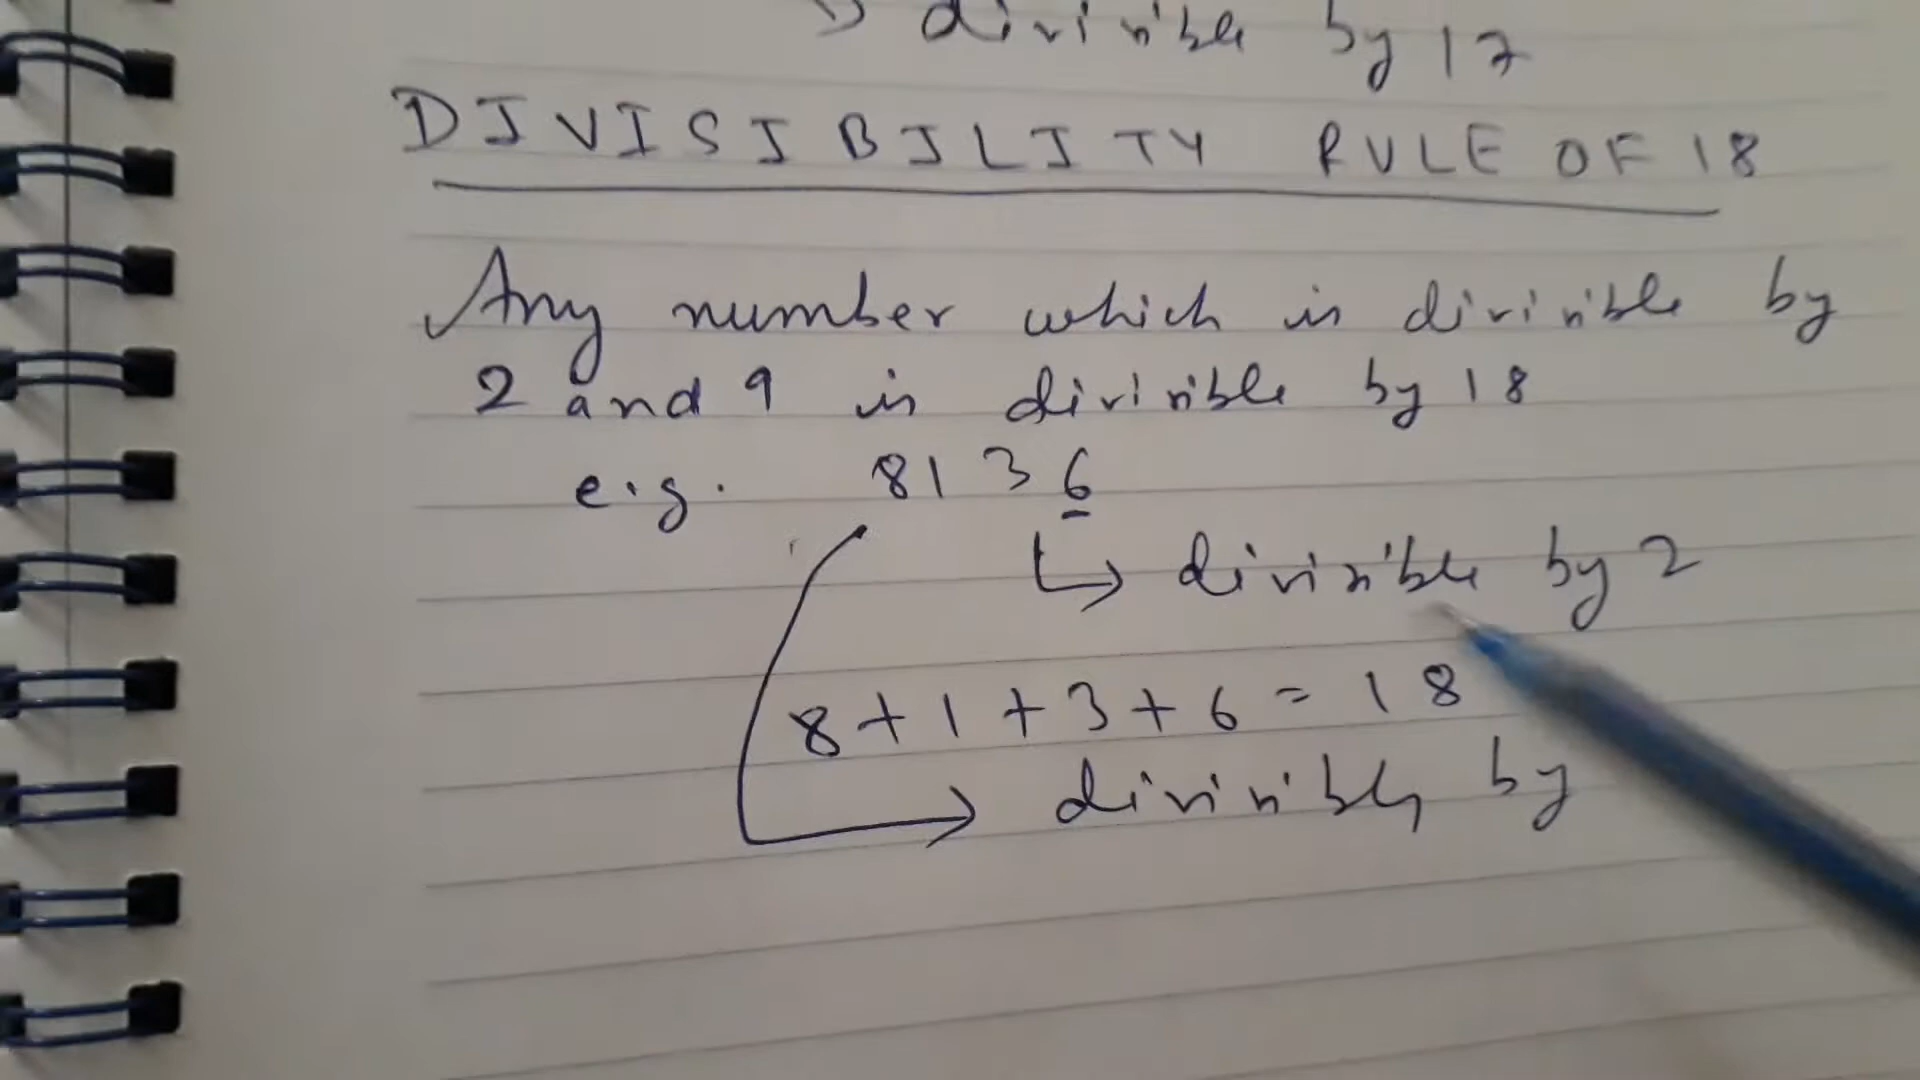 divisible by 17
DIVISIBILITY RULE OF 18
Any number which is divisible by
2 and 9 is divisible by 18
e.g. 8136
divisible by 2
8+1+3+6=18
divisible by